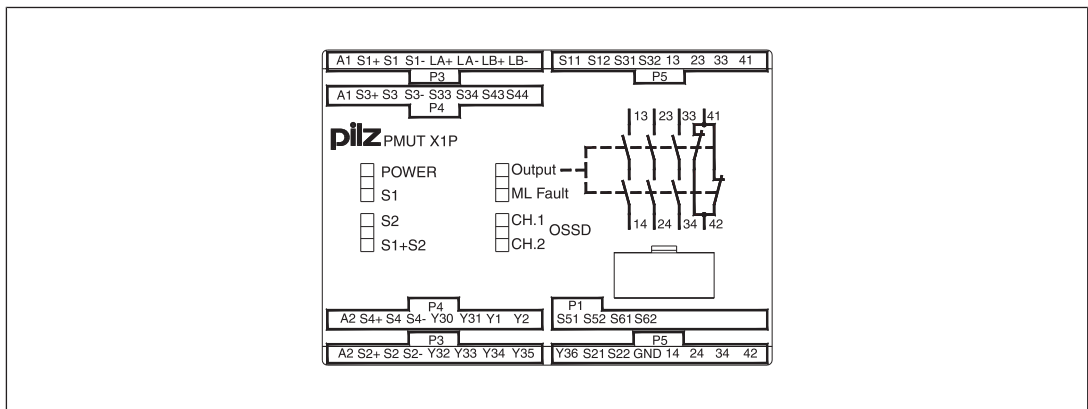 A1 S1+ S1 S1- LA+ LA- LB+ LB-
P3
S11 S12 S31 S32 13 23 33 41
P5
A1 S3+ S3 S3- S33 S34 S43 S44
P4
pilz PMUT X1P
POWER
S1
S2
S1+S2
Output
ML Fault
CH.1
OSSD
CH.2
13 23 33 41
14 24 34 42
P4
A2 S4+ S4 S4- Y30 Y31 Y1 Y2
P1
S51 S52 S61 S62
P3
A2 S2+ S2 S2- Y32 Y33 Y34 Y35
P5
Y36 S21 S22 GND 14 24 34 42